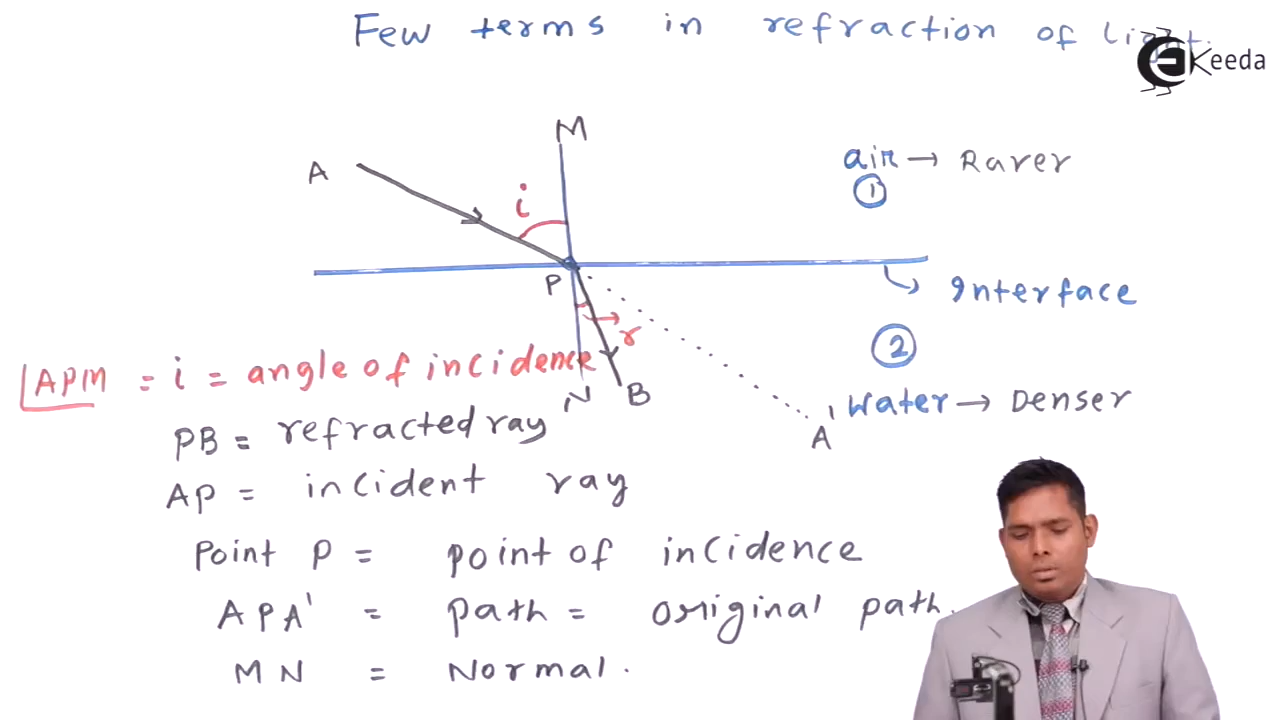 Few terms in refraction of light.
EKeeda
M
A
air → Rarer
i
1
P
Interface
r
2
∠APM = i = angle of incidence
N
B
A'
Water → Denser
PB = refracted ray
AP = incident ray
Point P = point of incidence
APA' = path = original path.
MN = Normal.